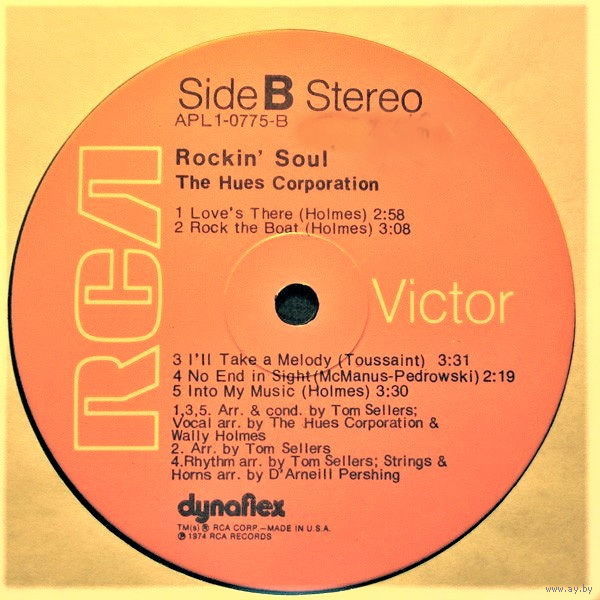 Side B Stereo
APL1-0775-B
Rockin' Soul
The Hues Corporation
1 Love's There (Holmes) 2:58
2 Rock the Boat (Holmes) 3:08
RCA
Victor
3 I'll Take a Melody (Toussaint) 3:31
4 No End in Sight (McManus-Pedrowski) 2:19
5 Into My Music (Holmes) 3:30
1,3,5. Arr. & cond. by Tom Sellers;
Vocal arr. by The Hues Corporation &
Wally Holmes
2. Arr. by Tom Sellers
4.Rhythm arr. by Tom Sellers; Strings &
Horns arr. by D'Arneill Pershing
dynaflex
TM(s) ® RCA CORP.—MADE IN U.S.A.
℗ 1974 RCA RECORDS
www.ay.by